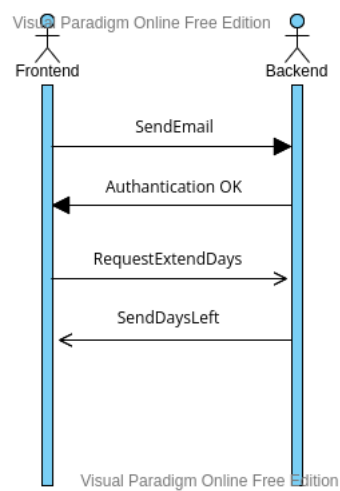 Visual Paradigm Online Free Edition
Frontend
Backend
SendEmail
Authantication OK
RequestExtendDays
SendDaysLeft
Visual Paradigm Online Free Edition